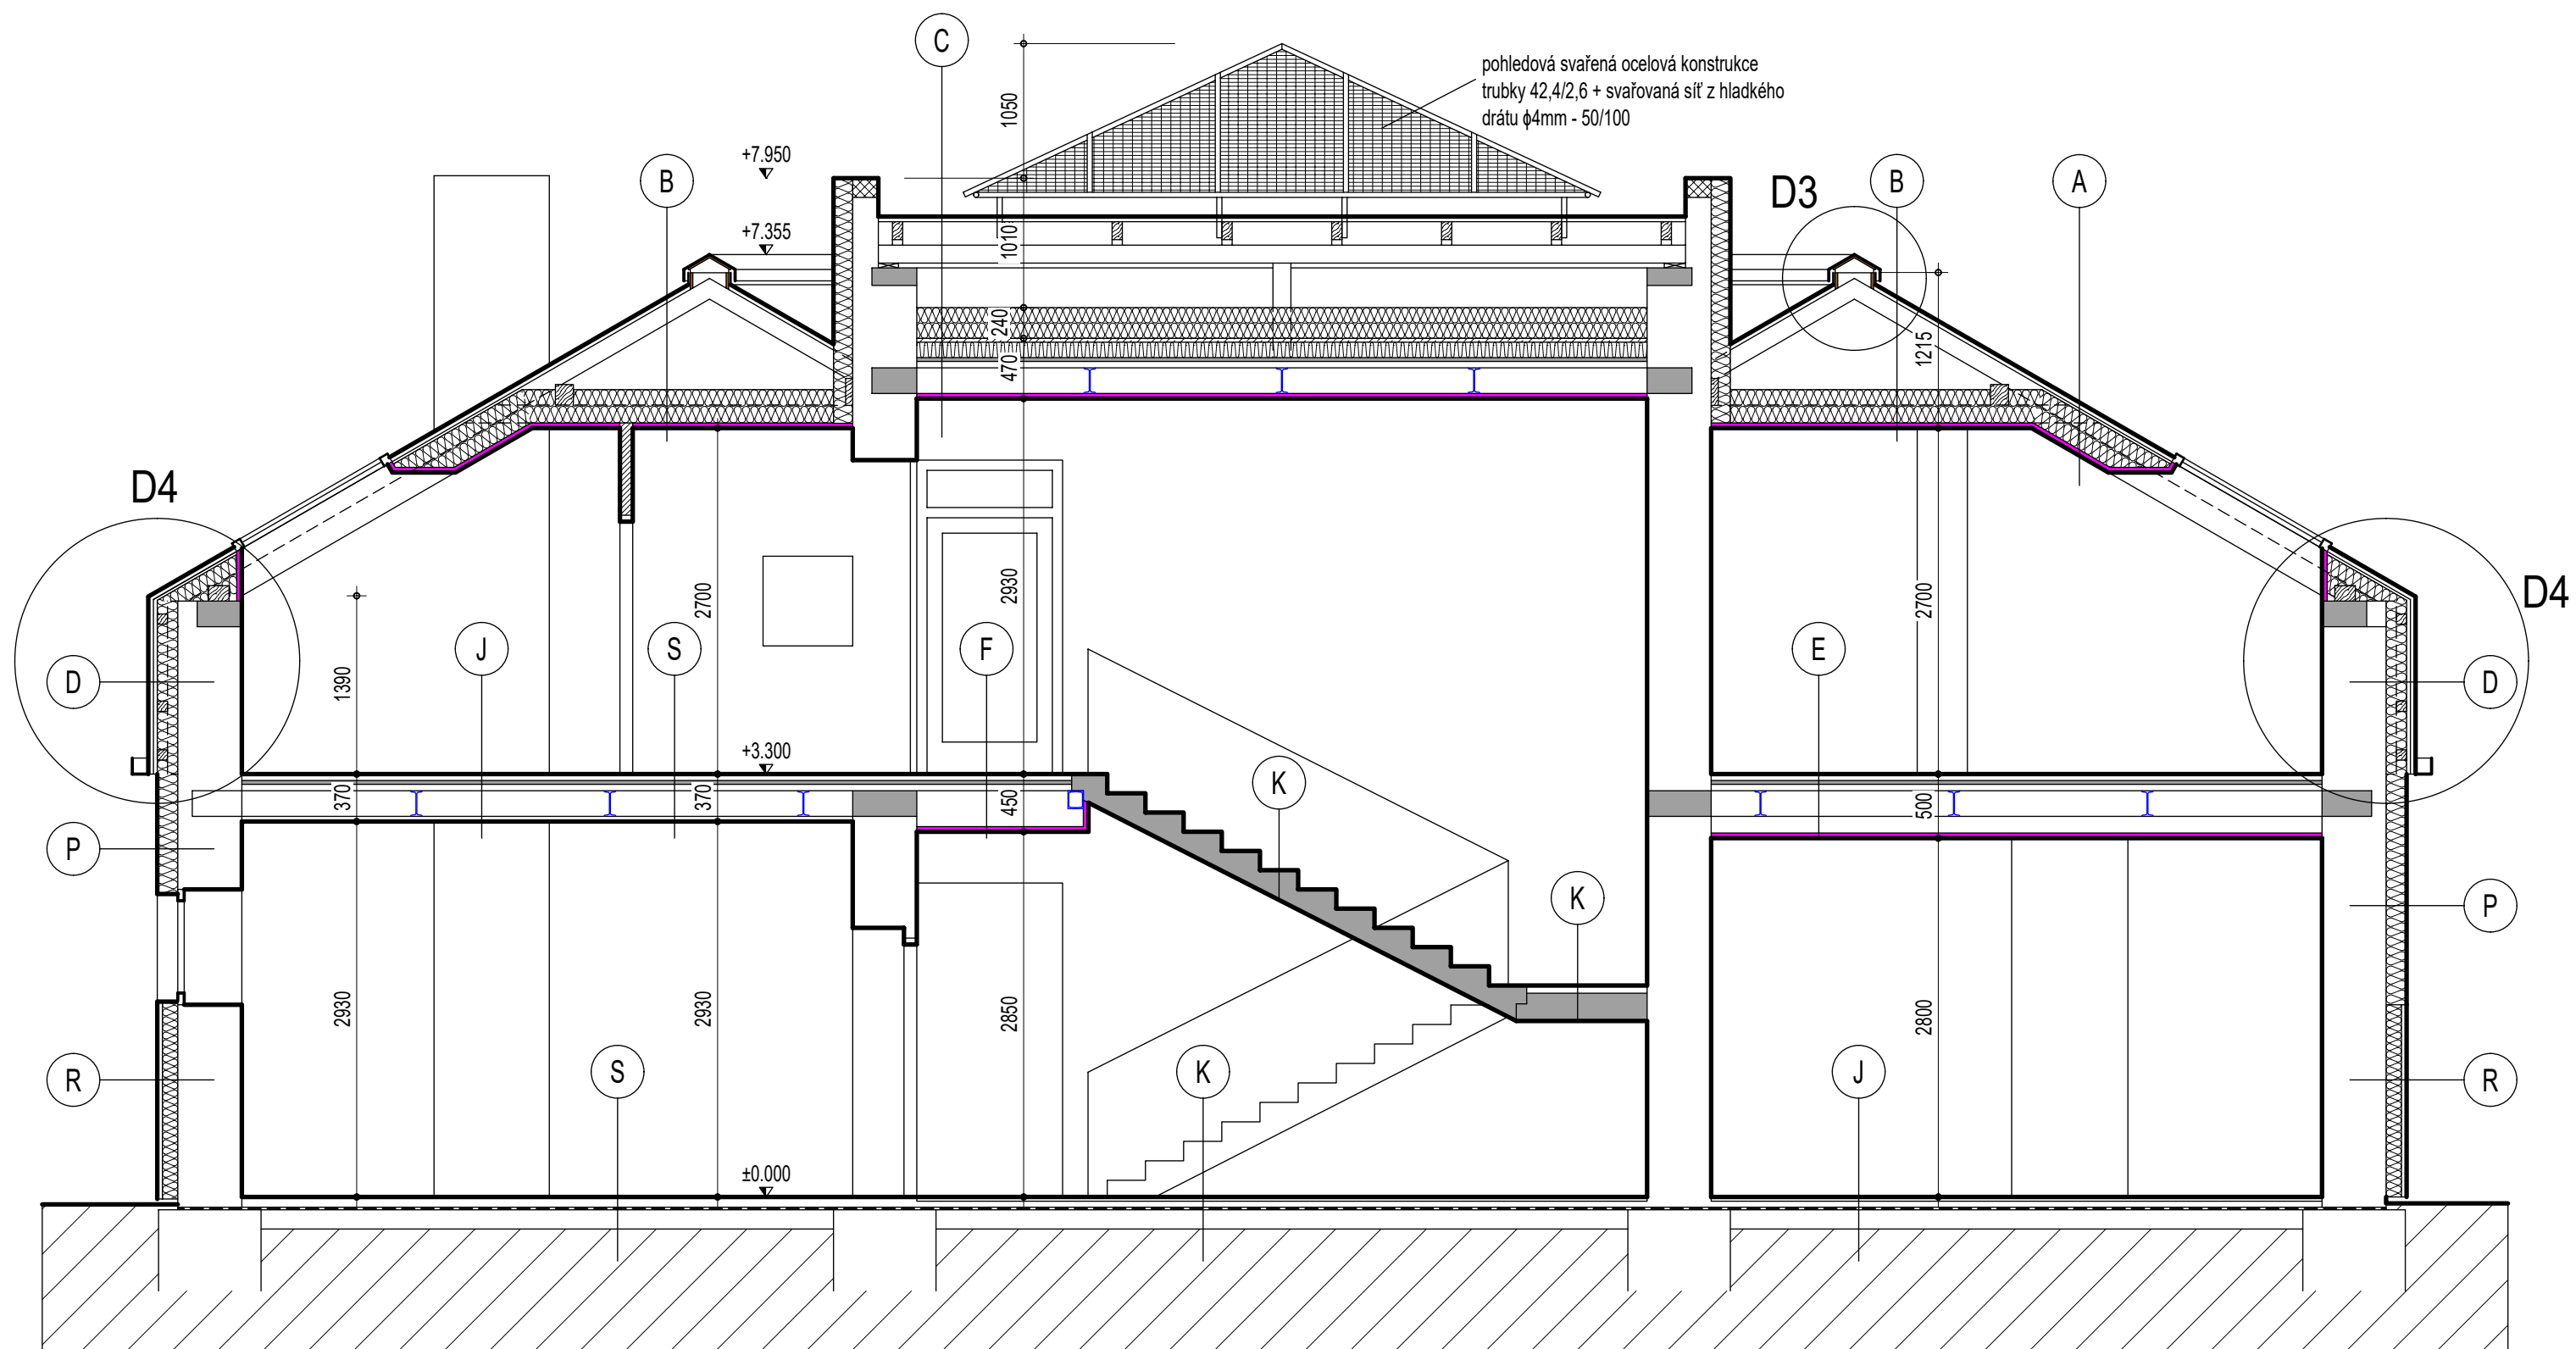 C
pohledová svařená ocelová konstrukce
trubky 42,4/2,6 + svařovaná síť z hladkého
drátu ϕ4mm - 50/100
1050
+7.950
B
D3
B
A
+7.355
1010
240
1215
470
D4
D4
2700
2930
2700
J
S
F
E
D
1390
D
+3.300
K
370
370
450
500
P
K
P
2930
2930
2850
2800
R
S
K
J
R
±0.000